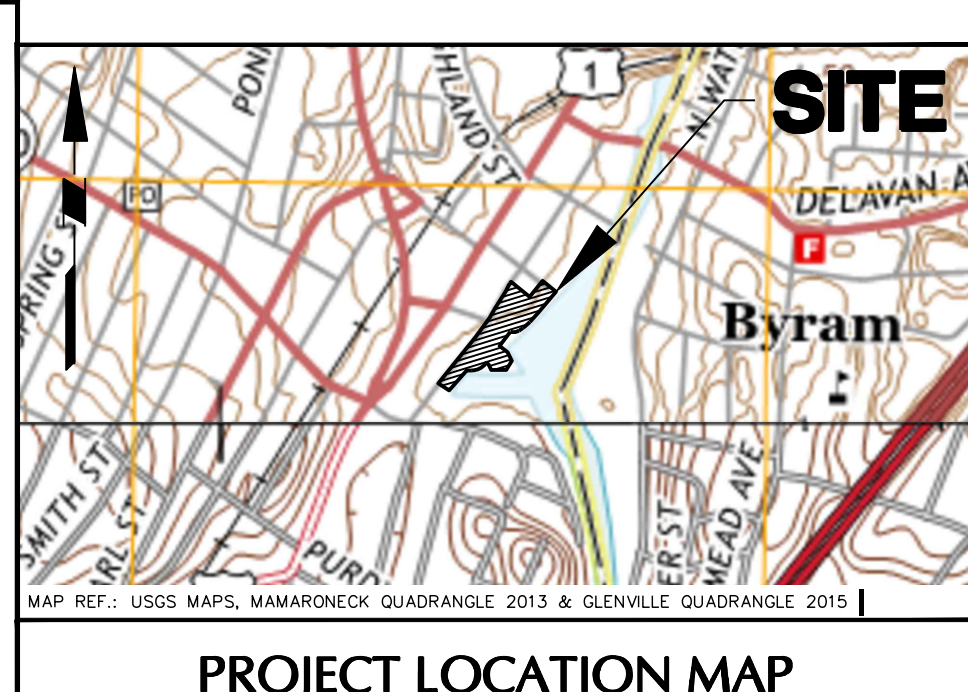 1
SITE
PO
DELAVAN
F
Byram
SMITH ST
MEAD AVE
MAP REF.: USGS MAPS, MAMARONECK QUADRANGLE 2013 & GLENVILLE QUADRANGLE 2015
PROJECT LOCATION MAP